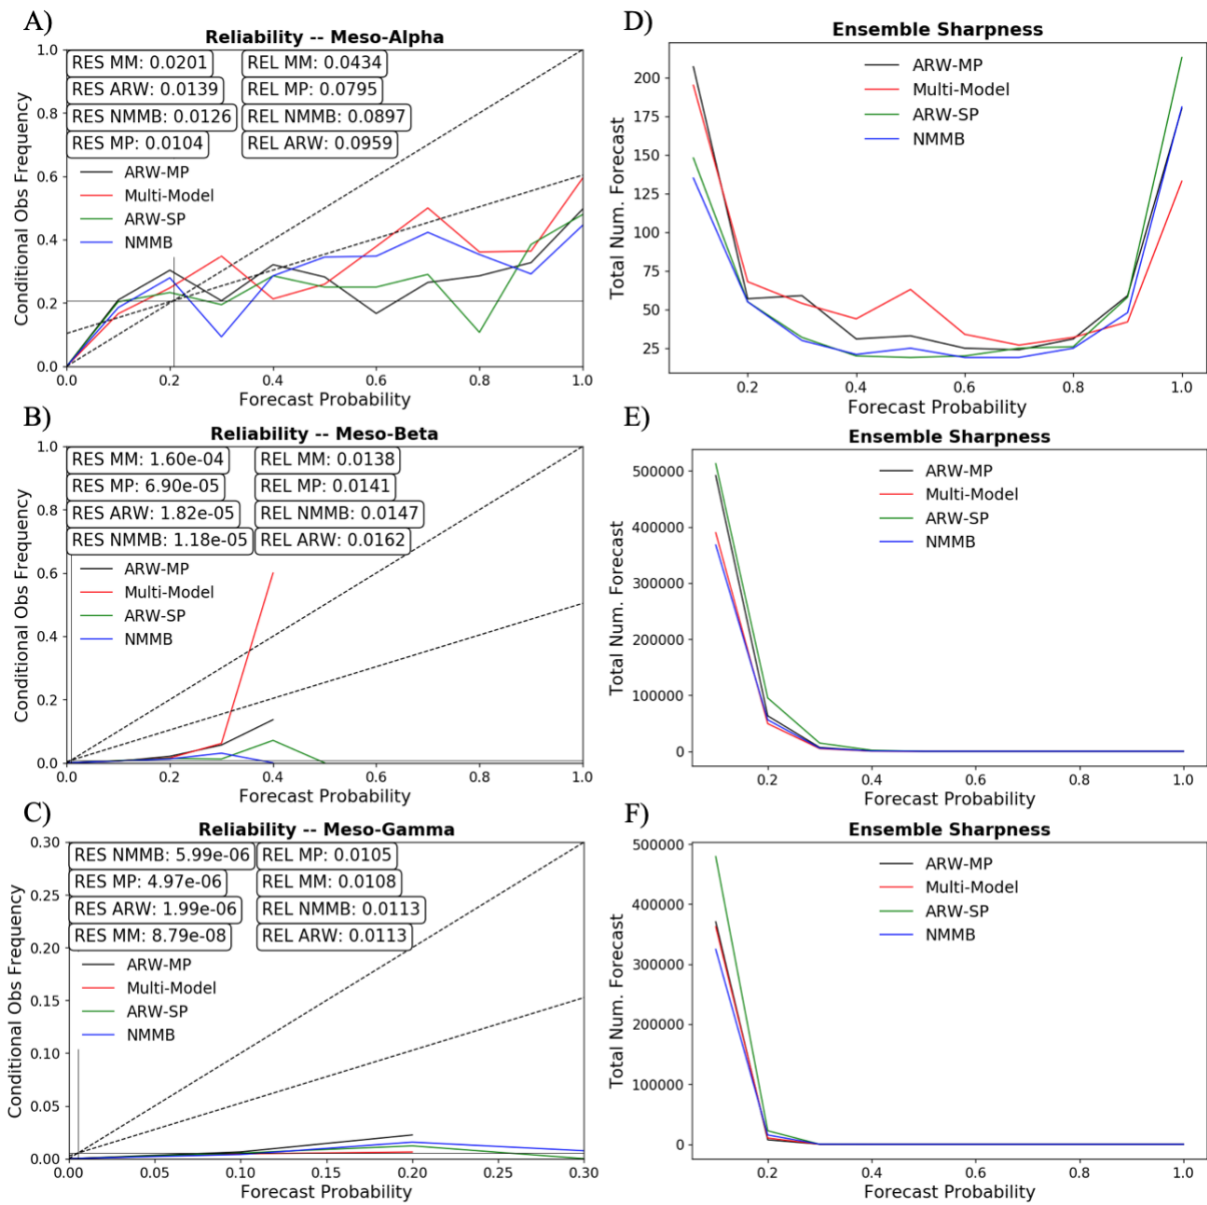 A)
Reliability -- Meso-Alpha
RES MM: 0.0201
REL MM: 0.0434
RES ARW: 0.0139
REL MP: 0.0795
RES NMMB: 0.0126
REL NMMB: 0.0897
RES MP: 0.0104
REL ARW: 0.0959
ARW-MP
Multi-Model
ARW-SP
NMMB
Conditional Obs Frequency
1.0
0.8
0.6
0.4
0.2
0.0
0.0 0.2 0.4 0.6 0.8 1.0
Forecast Probability
D)
Ensemble Sharpness
ARW-MP
Multi-Model
ARW-SP
NMMB
Total Num. Forecast
200
175
150
125
100
75
50
25
0.2 0.4 0.6 0.8 1.0
Forecast Probability
B)
Reliability -- Meso-Beta
RES MM: 1.60e-04
REL MM: 0.0138
RES MP: 6.90e-05
REL MP: 0.0141
RES ARW: 1.82e-05
REL NMMB: 0.0147
RES NMMB: 1.18e-05
REL ARW: 0.0162
ARW-MP
Multi-Model
ARW-SP
NMMB
Conditional Obs Frequency
1.0
0.8
0.6
0.4
0.2
0.0
0.0 0.2 0.4 0.6 0.8 1.0
Forecast Probability
E)
Ensemble Sharpness
ARW-MP
Multi-Model
ARW-SP
NMMB
Total Num. Forecast
500000
400000
300000
200000
100000
0
0.2 0.4 0.6 0.8 1.0
Forecast Probability
C)
Reliability -- Meso-Gamma
RES NMMB: 5.99e-06
REL MP: 0.0105
RES MP: 4.97e-06
REL MM: 0.0108
RES ARW: 1.99e-06
REL NMMB: 0.0113
RES MM: 8.79e-08
REL ARW: 0.0113
ARW-MP
Multi-Model
ARW-SP
NMMB
Conditional Obs Frequency
0.30
0.25
0.20
0.15
0.10
0.05
0.00
0.00 0.05 0.10 0.15 0.20 0.25 0.30
Forecast Probability
F)
Ensemble Sharpness
ARW-MP
Multi-Model
ARW-SP
NMMB
Total Num. Forecast
500000
400000
300000
200000
100000
0
0.2 0.4 0.6 0.8 1.0
Forecast Probability